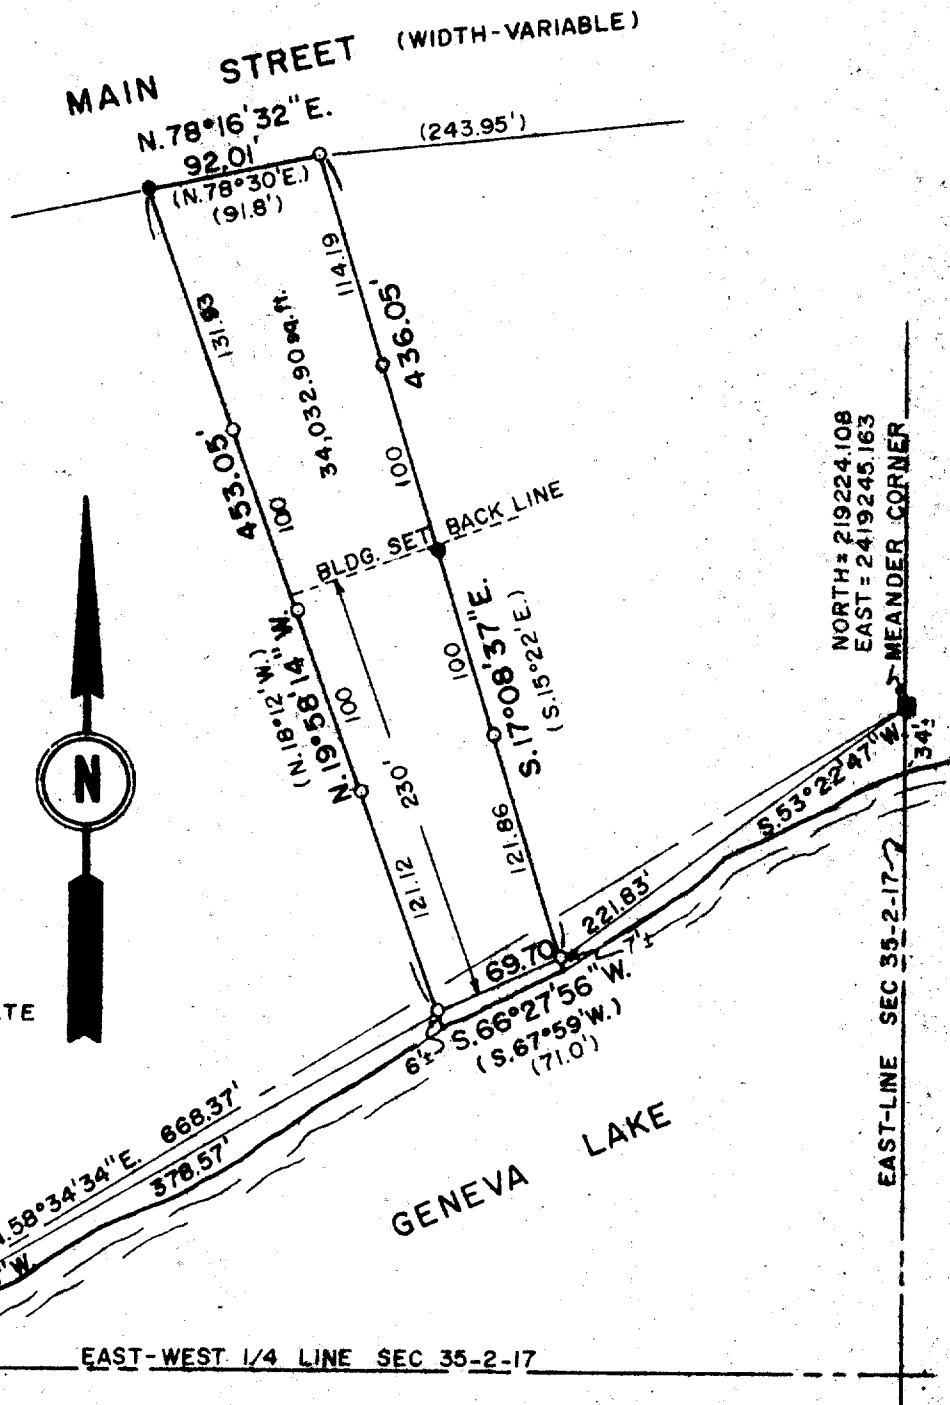 MAIN STREET (WIDTH-VARIABLE)
N.78°16'32"E.
92.01'
(N.78°30'E.)
(91.8')
(243.95')
131.93
114.19
34,032.90 sq.ft.
436.05'
453.05'
100
100
BLDG. SET BACK LINE
NORTH = 219224.108
EAST = 2419245.163
MEANDER CORNER
N.19°58'14"W.
(N.18°12'W.)
100
100
S.17°08'37"E.
(S.15°22'E.)
230'
N
121.12
121.86
S.53°22'47"W.
34'±
221.83'
7'±
69.70
S.66°27'56"W.
(S.67°59'W.)
(71.0')
6'±
TE
668.37'
.58°34'34"E.
378.57'
'W.
GENEVA LAKE
EAST-LINE SEC 35-2-17
EAST-WEST 1/4 LINE SEC 35-2-17